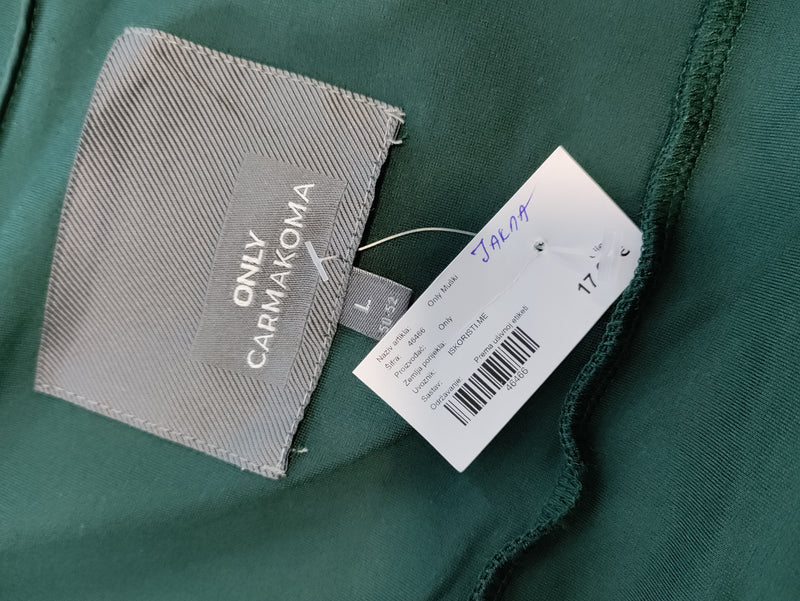 ONLY
CARMAKOMA
L
50-52
JAKNA
Naziv artikla: Only Muški
Šifra: 46466
Proizvođač: Only
Zemlja porijekla:
Uvoznik: ISKORISTI.ME
Sastav:
Održavanje: Prema ušivnoj etiketi
46466
17
€